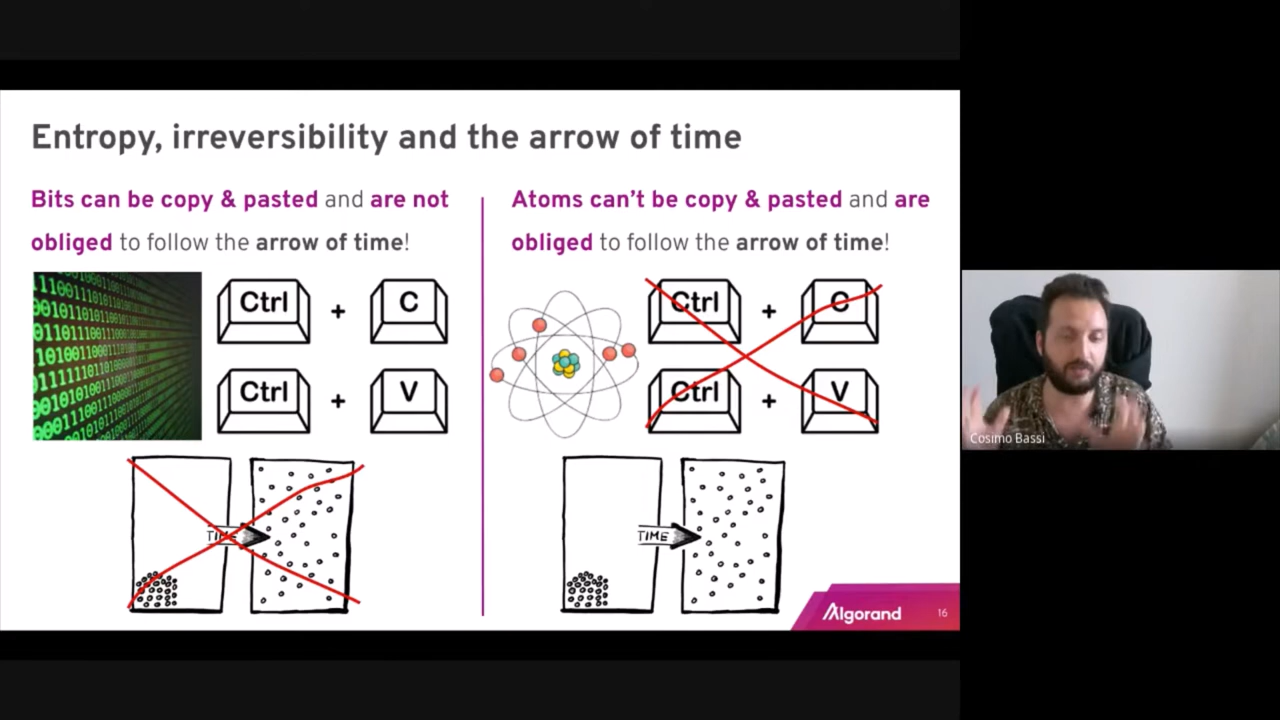 Entropy, irreversibility and the arrow of time
Bits can be copy & pasted and are not
obliged to follow the arrow of time!
Ctrl + C
Ctrl + V
TIME
Atoms can't be copy & pasted and are
obliged to follow the arrow of time!
Ctrl + C
Ctrl + V
TIME
Algorand
16
Cosimo Bassi